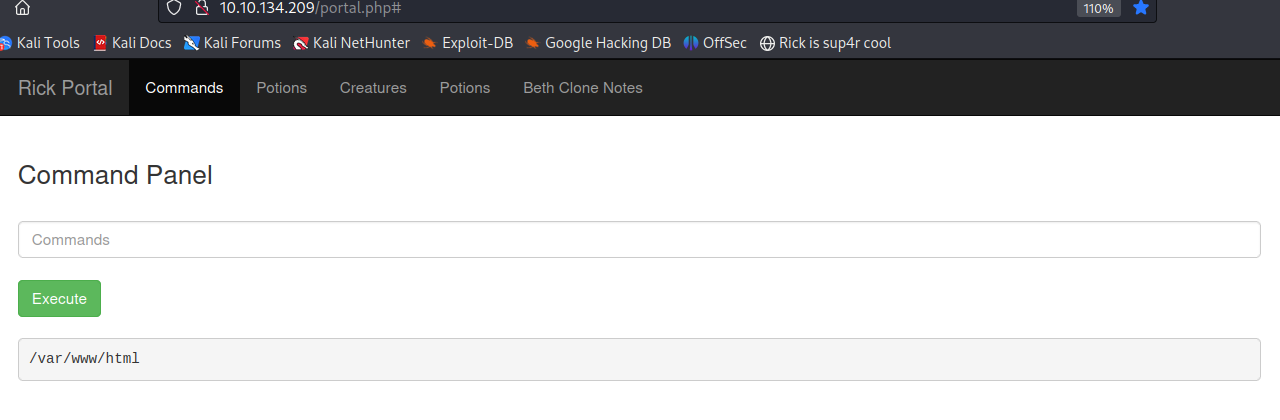 10.10.134.209/portal.php#
110%
Kali Tools Kali Docs Kali Forums Kali NetHunter Exploit-DB Google Hacking DB OffSec Rick is sup4r cool
Rick Portal Commands Potions Creatures Potions Beth Clone Notes
Command Panel
Commands
Execute
/var/www/html